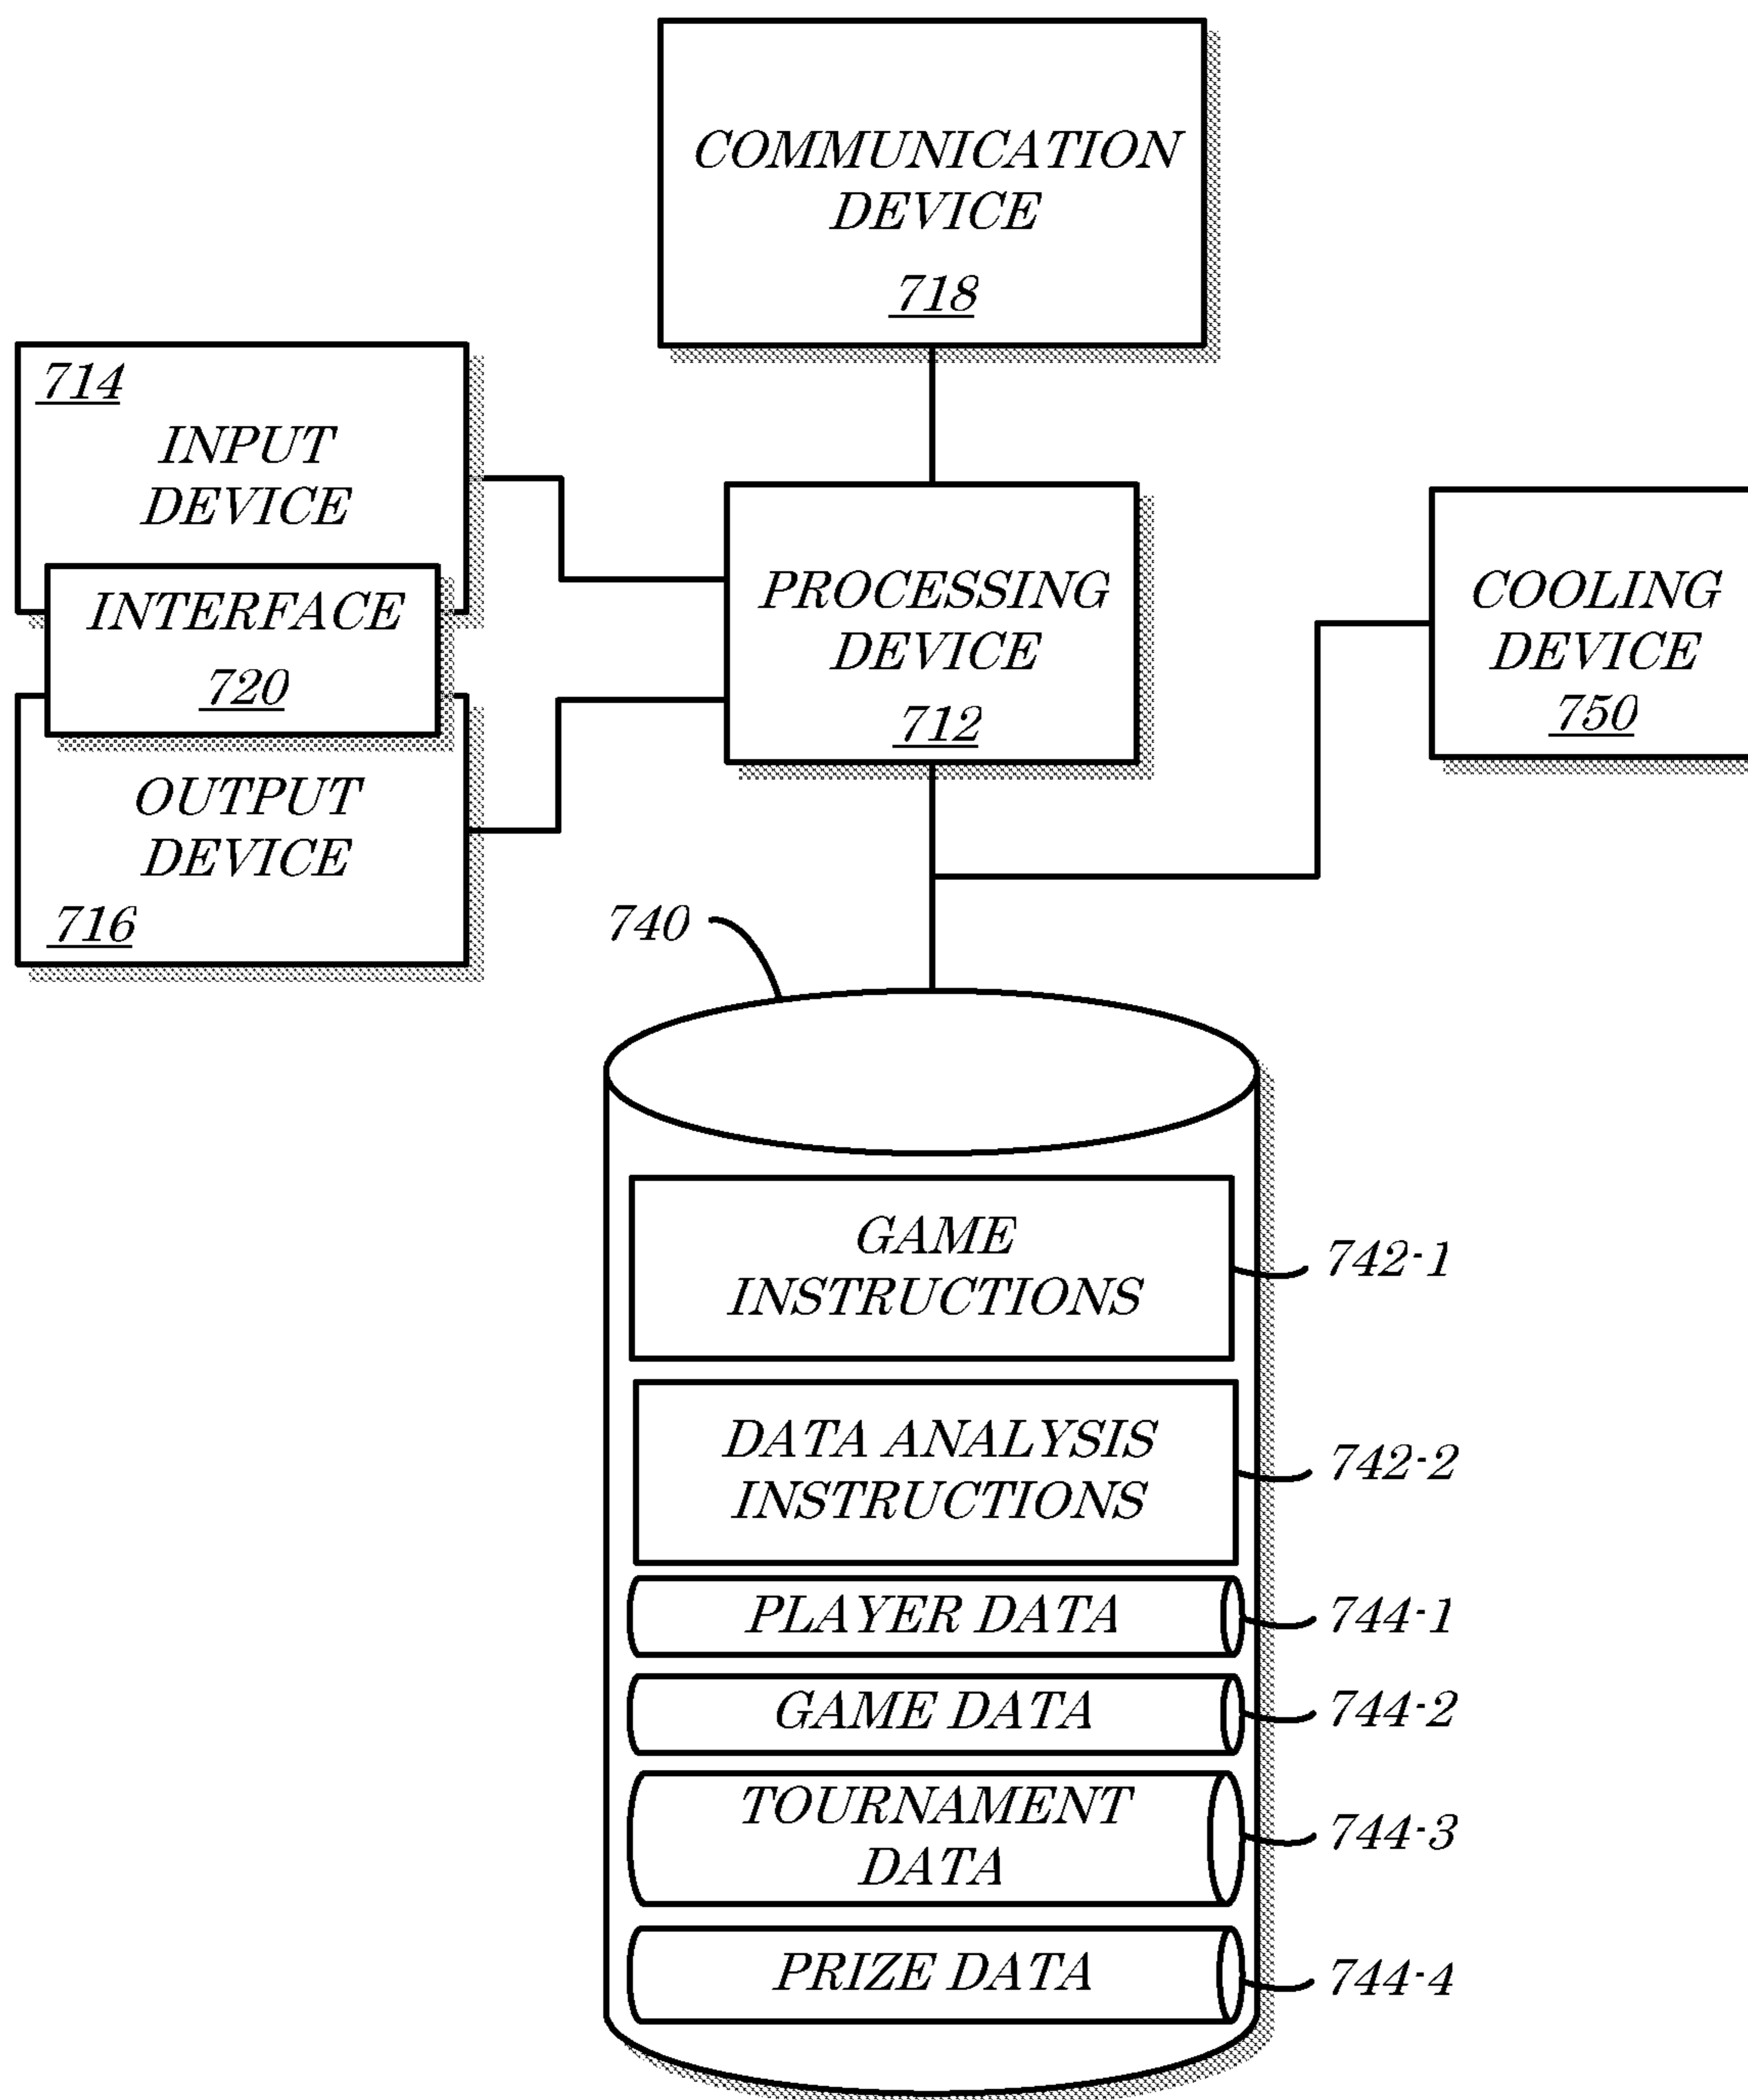 COMMUNICATION
DEVICE
718
714
INPUT
DEVICE
INTERFACE
720
OUTPUT
DEVICE
716
PROCESSING
DEVICE
712
COOLING
DEVICE
750
740
GAME
INSTRUCTIONS
742-1
DATA ANALYSIS
INSTRUCTIONS
742-2
PLAYER DATA
744-1
GAME DATA
744-2
TOURNAMENT
DATA
744-3
PRIZE DATA
744-4